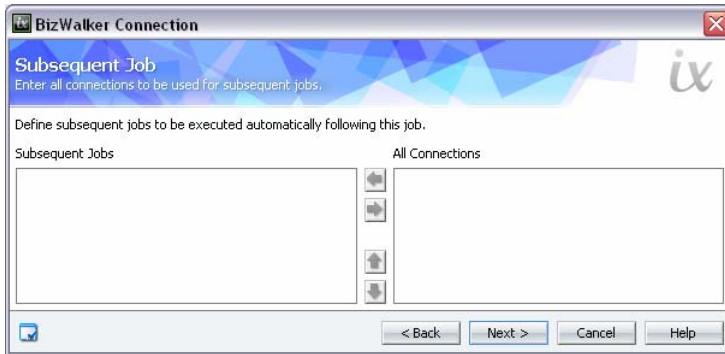 ix BizWalker Connection
Subsequent Job
Enter all connections to be used for subsequent jobs.
ix
Define subsequent jobs to be executed automatically following this job.
Subsequent Jobs
All Connections
< Back
Next >
Cancel
Help